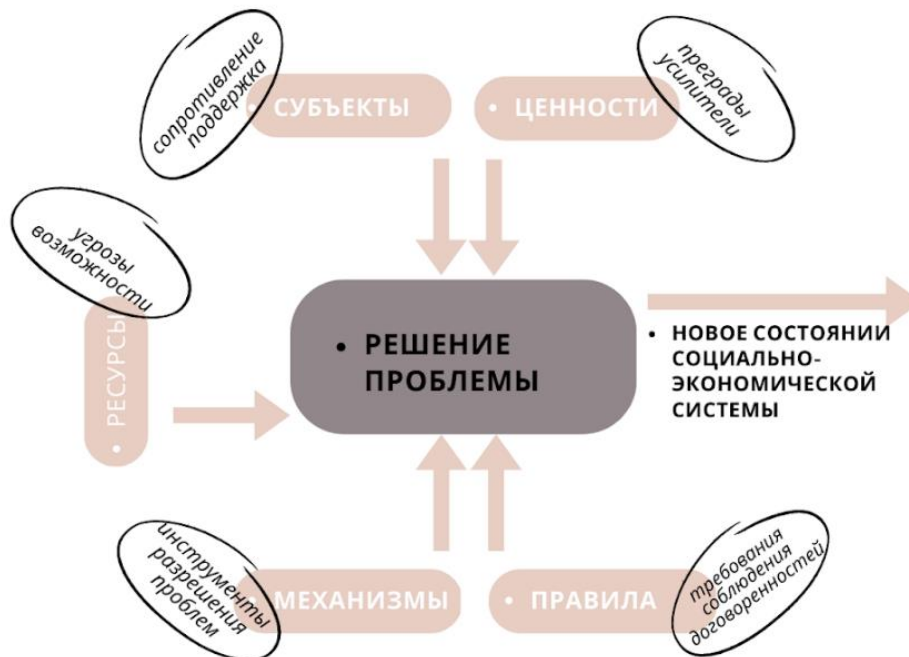 сопротивление
поддержка
• СУБЪЕКТЫ
• ЦЕННОСТИ
преграды
усилители
угрозы
возможности
• РЕСУРСЫ
• РЕШЕНИЕ
ПРОБЛЕМЫ
• НОВОЕ СОСТОЯНИИ
СОЦИАЛЬНО-
ЭКОНОМИЧЕСКОЙ
СИСТЕМЫ
инструменты
разрешения
проблем
• МЕХАНИЗМЫ
• ПРАВИЛА
требования
соблюдения
договоренностей